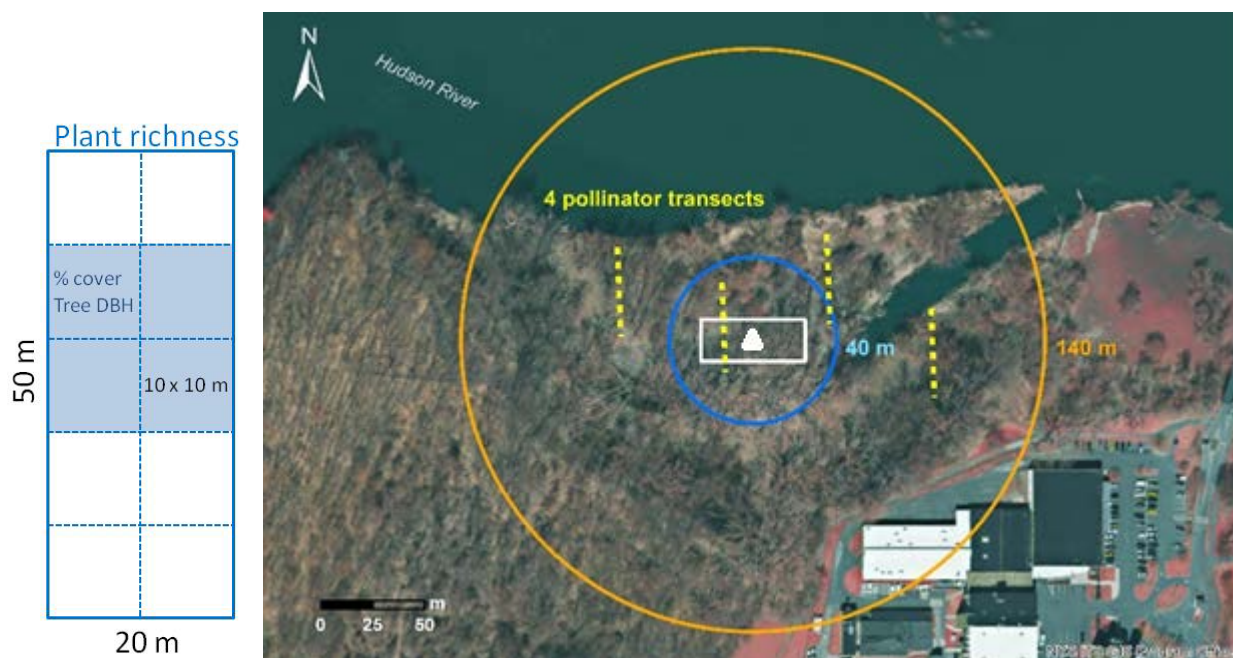 Plant richness
% cover
Tree DBH
10 x 10 m
50 m
20 m
N
Hudson River
4 pollinator transects
40 m
140 m
m
0 25 50